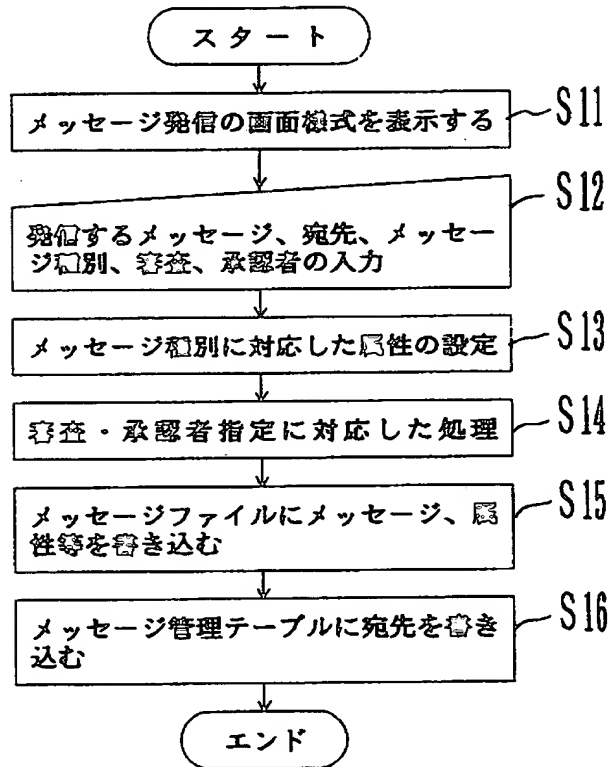 スタート
メッセージ発信の画面様式を表示する
S11
発信するメッセージ、宛先、メッセー
ジ種別、審査、承認者の入力
S12
メッセージ種別に対応した属性の設定
S13
審査・承認者指定に対応した処理
S14
メッセージファイルにメッセージ、属
性等を書き込む
S15
メッセージ管理テーブルに宛先を書き
込む
S16
エンド